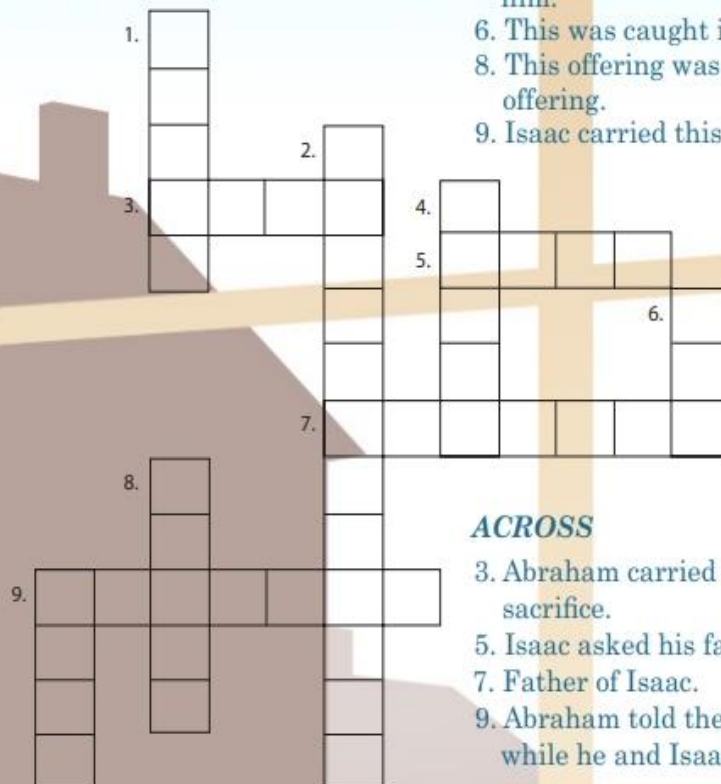 him.
6. This was caught i
8. This offering was
offering.
9. Isaac carried this
1.
2.
3.
4.
5.
6.
7.
8.
9.
ACROSS
3. Abraham carried
sacrifice.
5. Isaac asked his fa
7. Father of Isaac.
9. Abraham told the
while he and Isaa